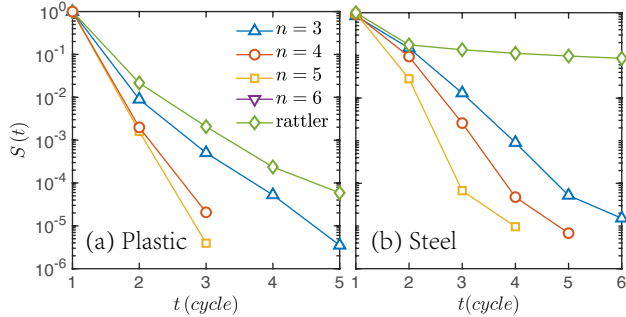 10^0
10^-1
10^-2
10^-3
10^-4
10^-5
10^-6
S(t)
n = 3
n = 4
n = 5
n = 6
rattler
(a) Plastic
1 2 3 4 5
t(cycle)
(b) Steel
1 2 3 4 5 6
t(cycle)